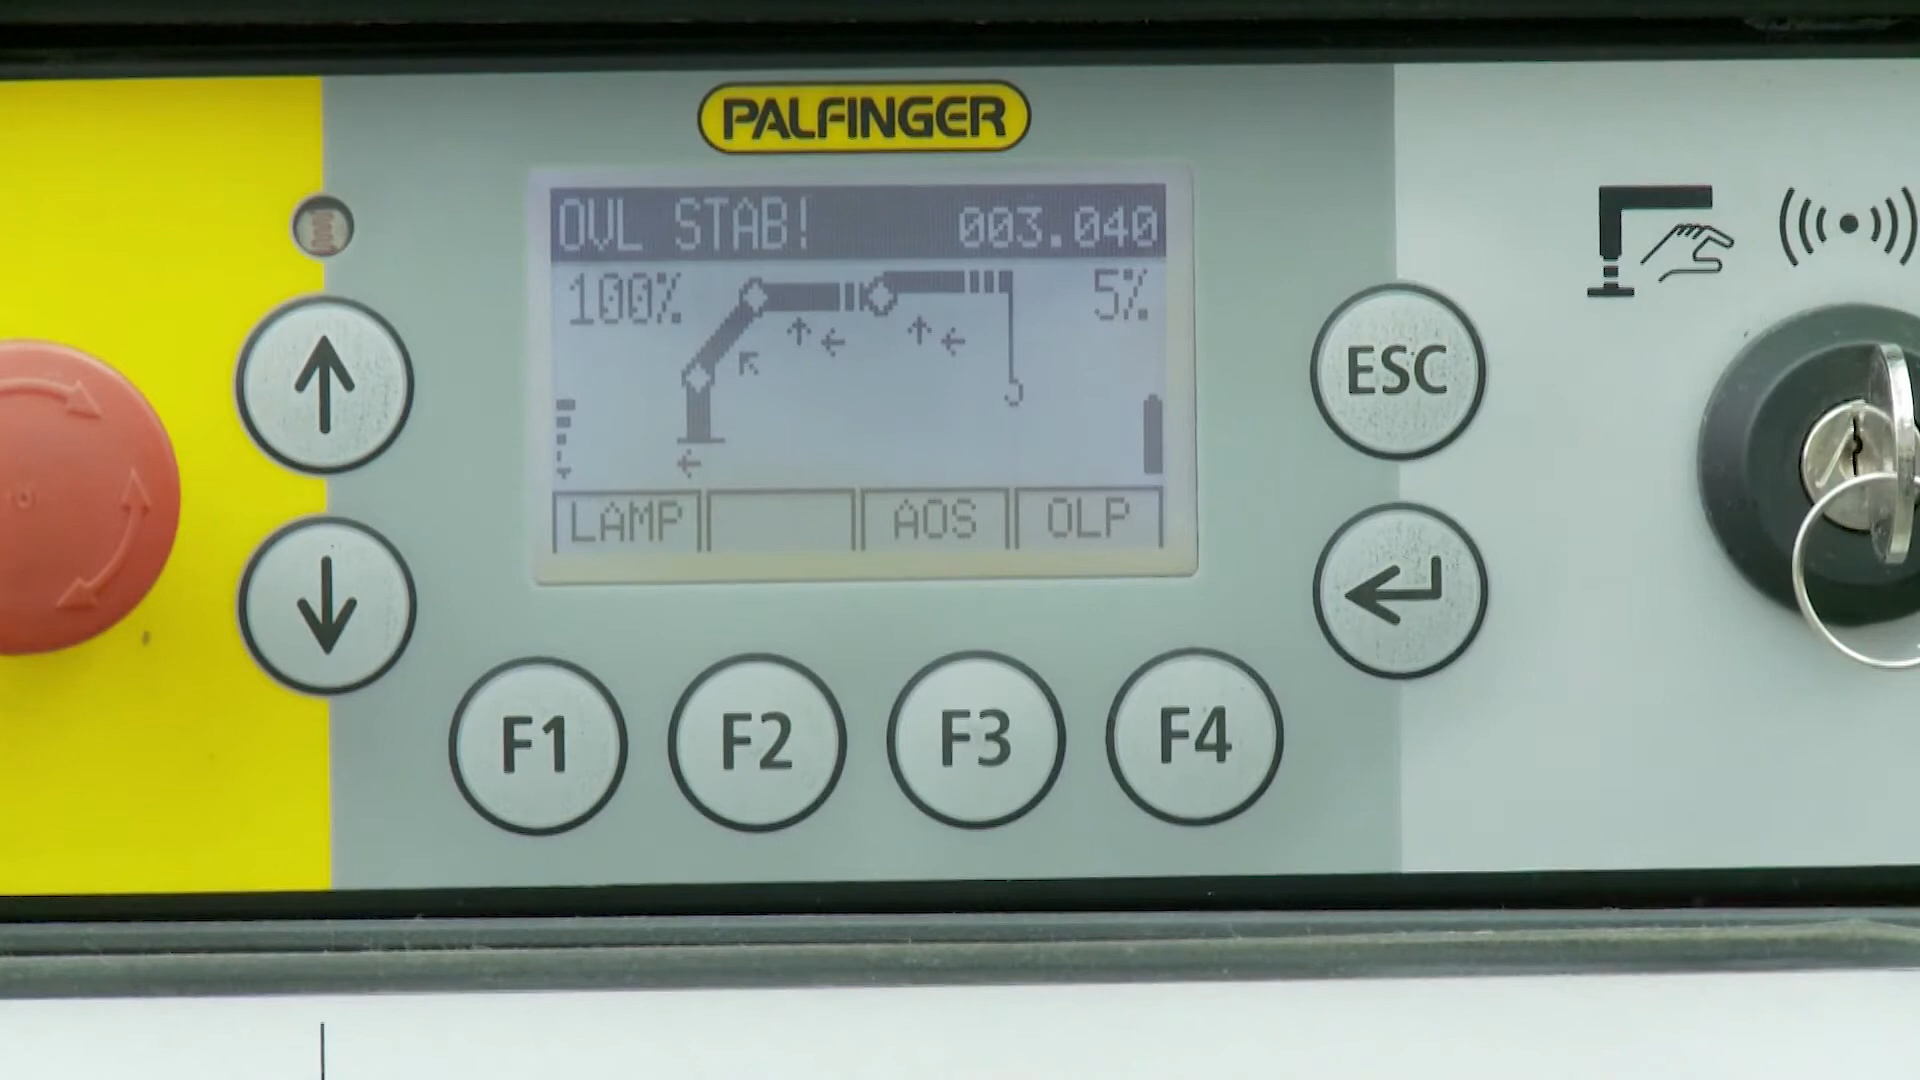 PALFINGER
OVL STAB! 003.040
100% 5%
LAMP AOS OLP
ESC
F1 F2 F3 F4